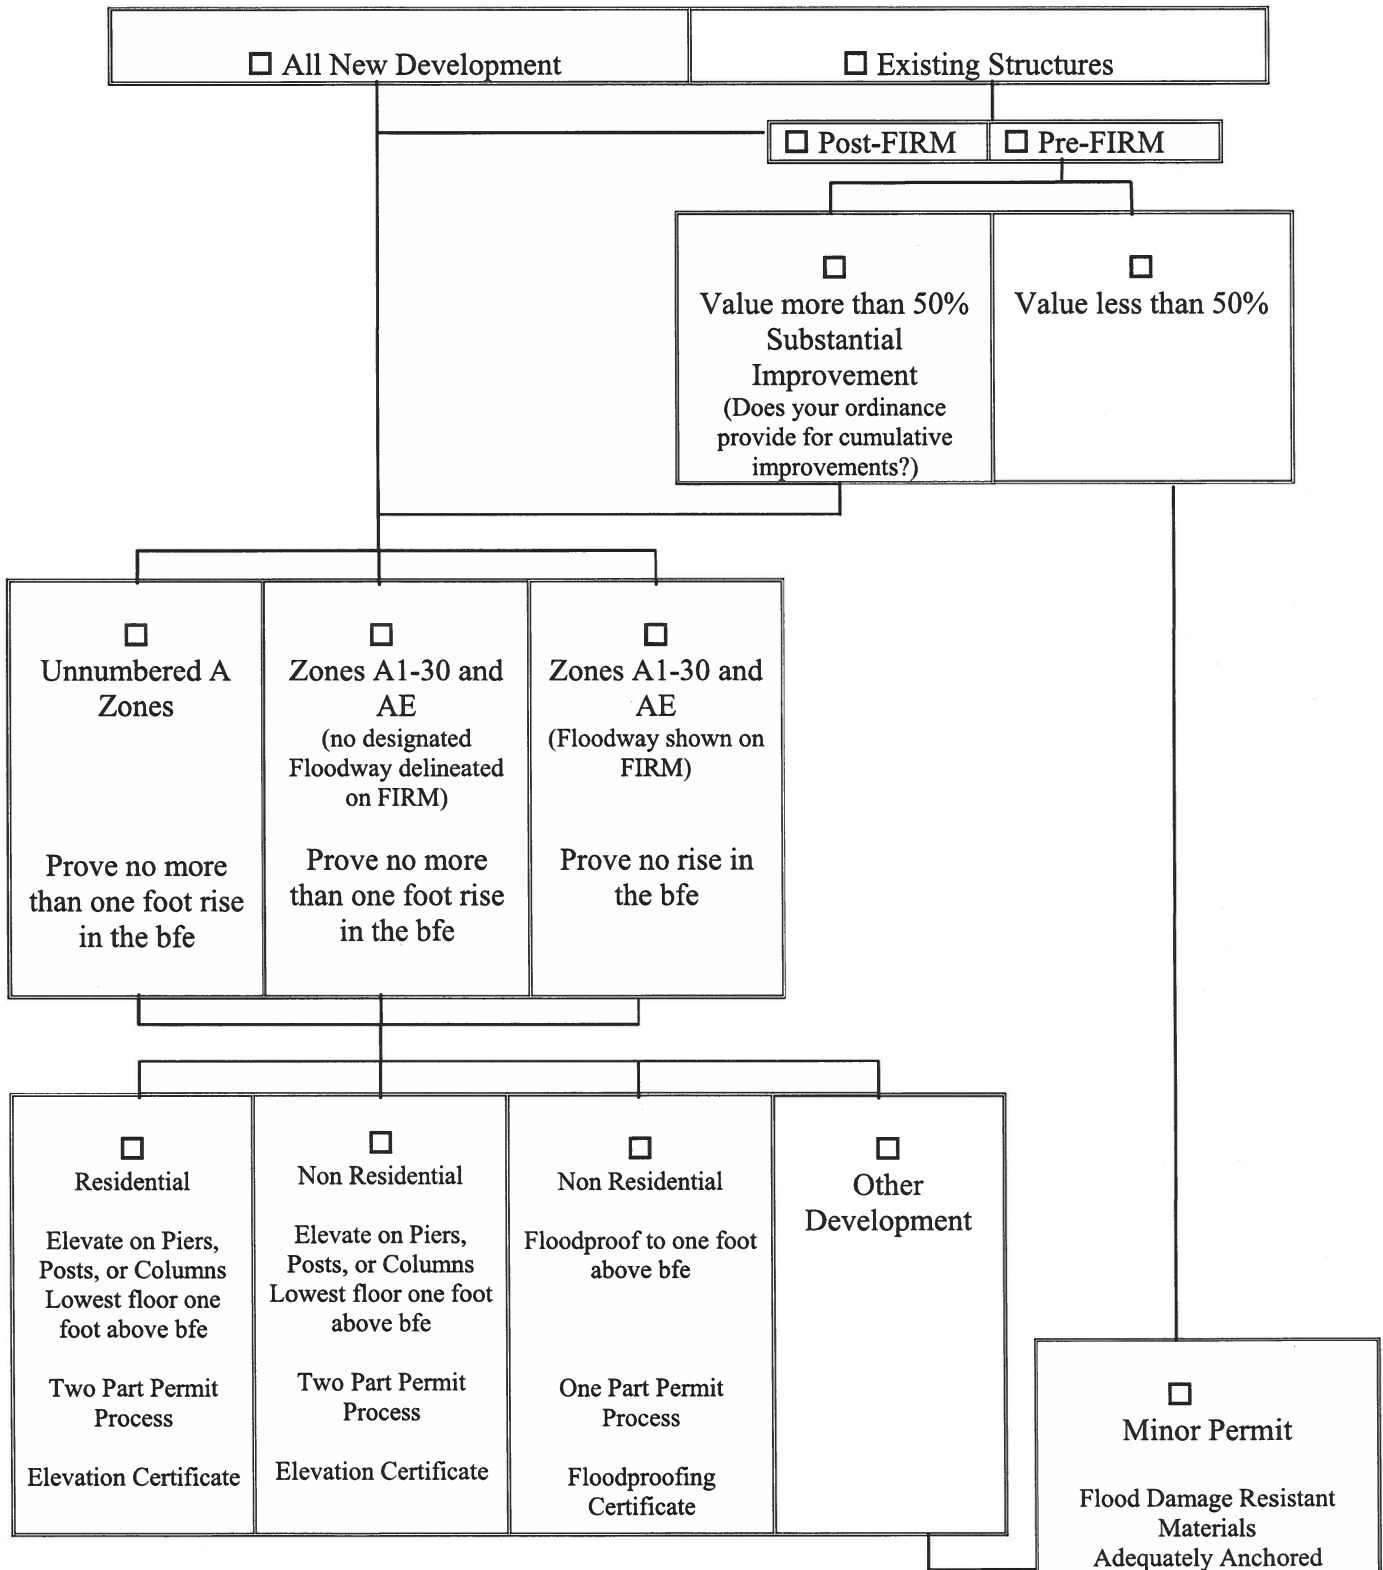 ☐ All New Development
☐ Existing Structures
☐ Post-FIRM
☐ Pre-FIRM
☐
Value more than 50%
Substantial
Improvement
(Does your ordinance
provide for cumulative
improvements?)
☐
Value less than 50%
☐
Unnumbered A
Zones
Prove no more
than one foot rise
in the bfe
☐
Zones A1-30 and
AE
(no designated
Floodway delineated
on FIRM)
Prove no more
than one foot rise
in the bfe
☐
Zones A1-30 and
AE
(Floodway shown on
FIRM)
Prove no rise in
the bfe
☐
Residential
Elevate on Piers,
Posts, or Columns
Lowest floor one
foot above bfe
Two Part Permit
Process
Elevation Certificate
☐
Non Residential
Elevate on Piers,
Posts, or Columns
Lowest floor one foot
above bfe
Two Part Permit
Process
Elevation Certificate
☐
Non Residential
Floodproof to one foot
above bfe
One Part Permit
Process
Floodproofing
Certificate
☐
Other
Development
☐
Minor Permit
Flood Damage Resistant
Materials
Adequately Anchored